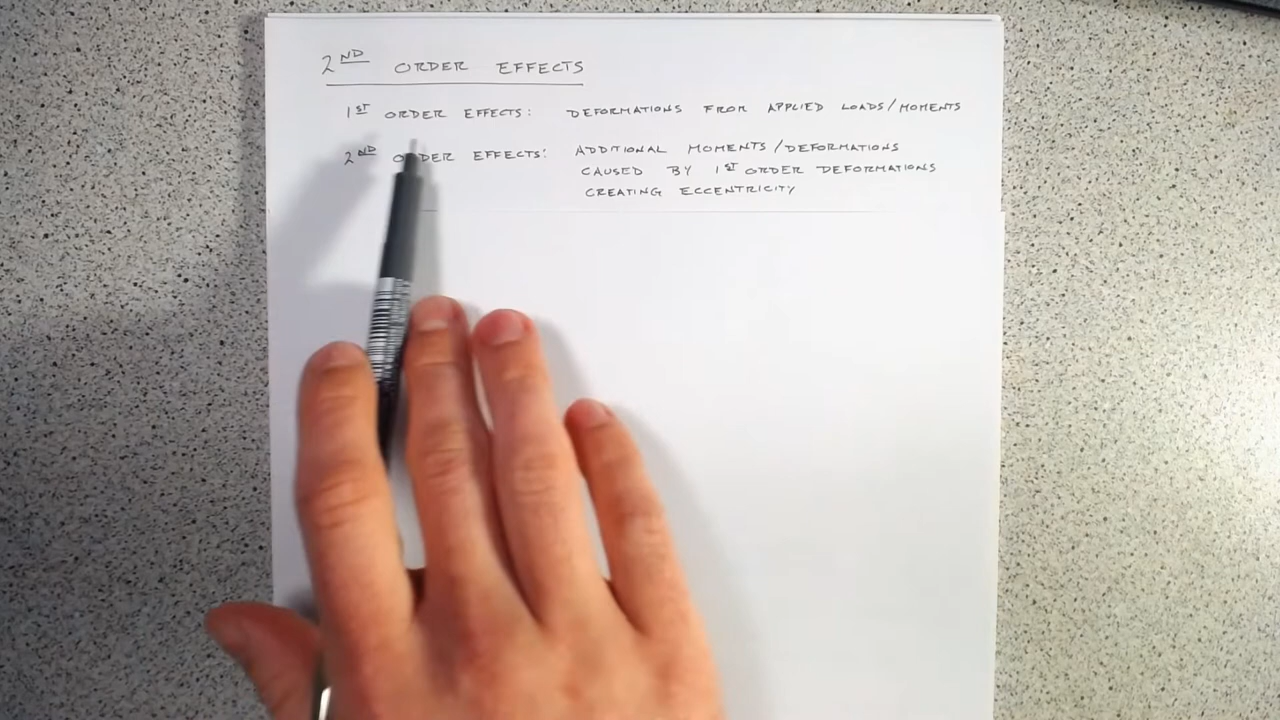 2ND ORDER EFFECTS
1ST ORDER EFFECTS: DEFORMATIONS FROM APPLIED LOADS/MOMENTS
2ND ORDER EFFECTS: ADDITIONAL MOMENTS/DEFORMATIONS
CAUSED BY 1ST ORDER DEFORMATIONS
CREATING ECCENTRICITY